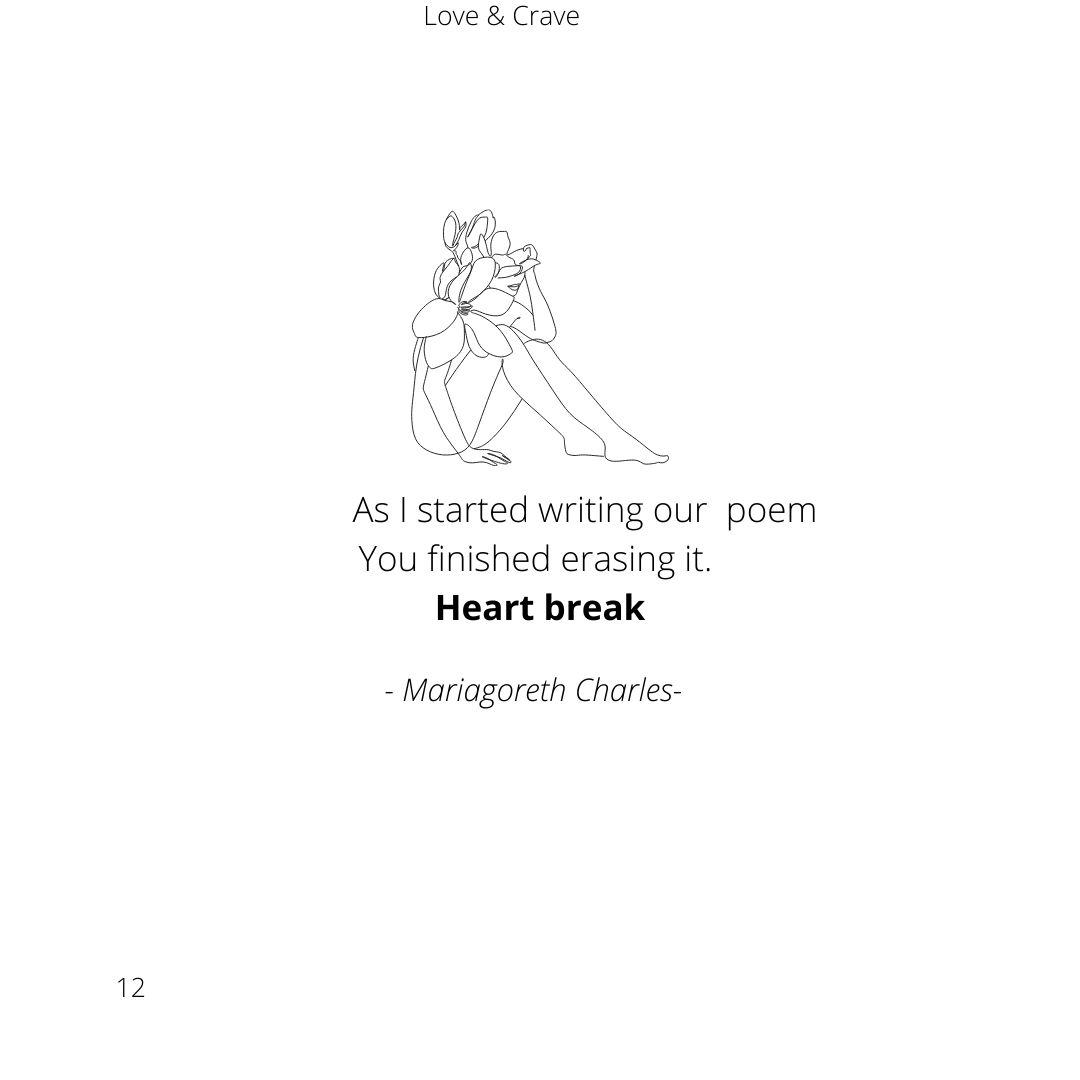 Love & Crave
As I started writing our  poem
You finished erasing it.
Heart break
- Mariagoreth Charles-
12